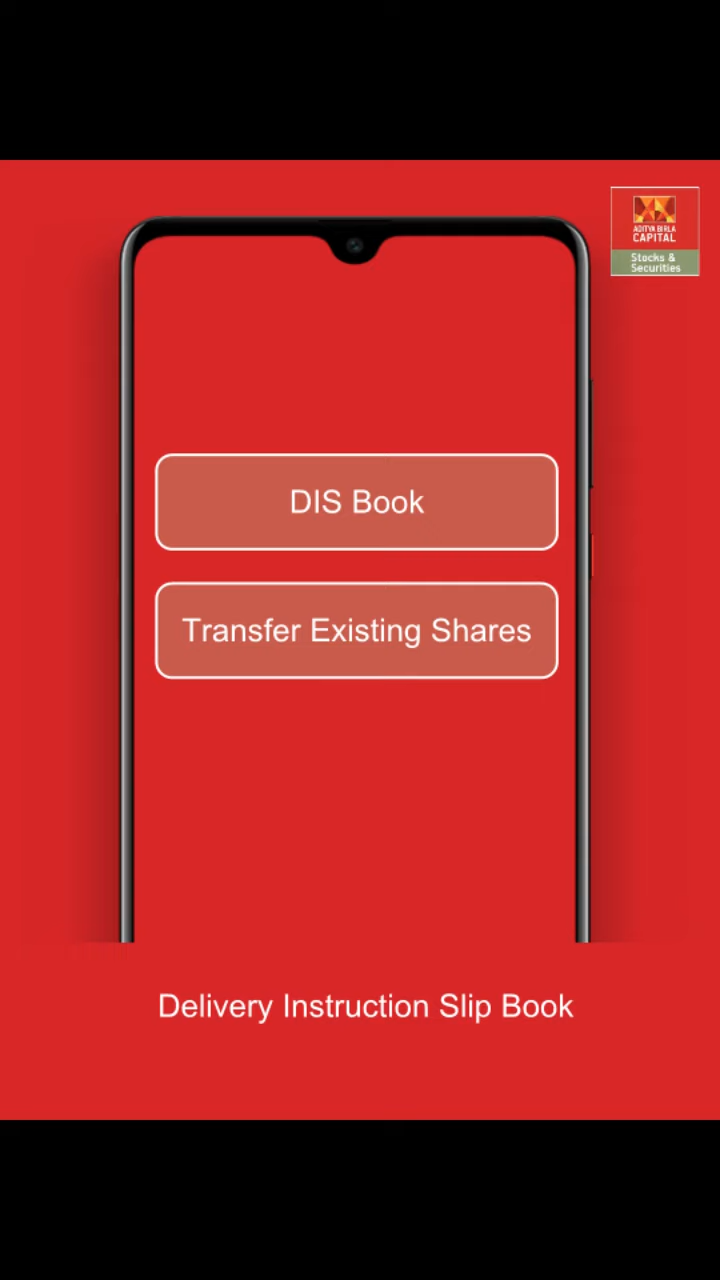 ADITYA BIRLA
CAPITAL
Stocks &
Securities
DIS Book
Transfer Existing Shares
Delivery Instruction Slip Book